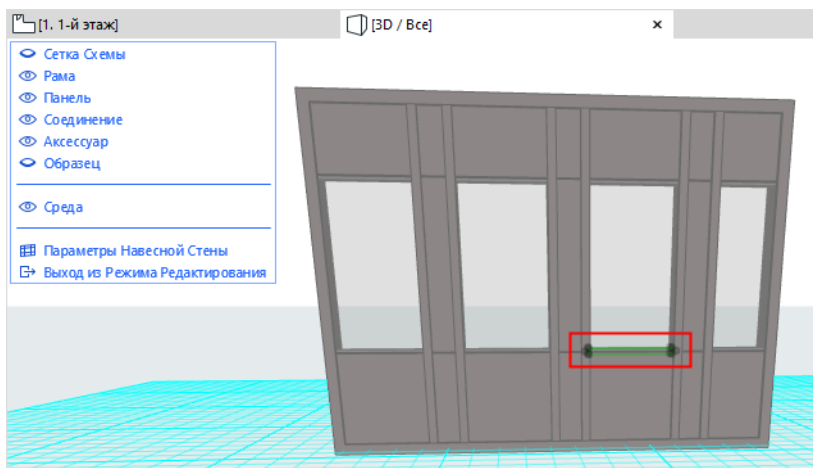 [1. 1-й этаж]
[3D / Все]
Сетка Схемы
Рама
Панель
Соединение
Аксессуар
Образец
Среда
Параметры Навесной Стены
Выход из Режима Редактирования